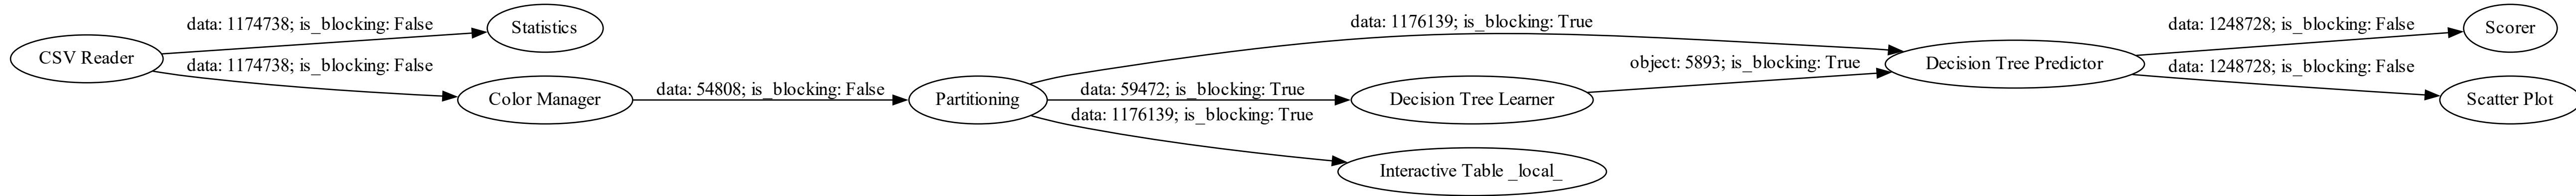 CSV Reader
data: 1174738; is_blocking: False
Statistics
data: 1174738; is_blocking: False
Color Manager
data: 54808; is_blocking: False
Partitioning
data: 1176139; is_blocking: True
data: 59472; is_blocking: True
Decision Tree Learner
data: 1176139; is_blocking: True
Interactive Table _local_
object: 5893; is_blocking: True
Decision Tree Predictor
data: 1248728; is_blocking: False
Scorer
data: 1248728; is_blocking: False
Scatter Plot